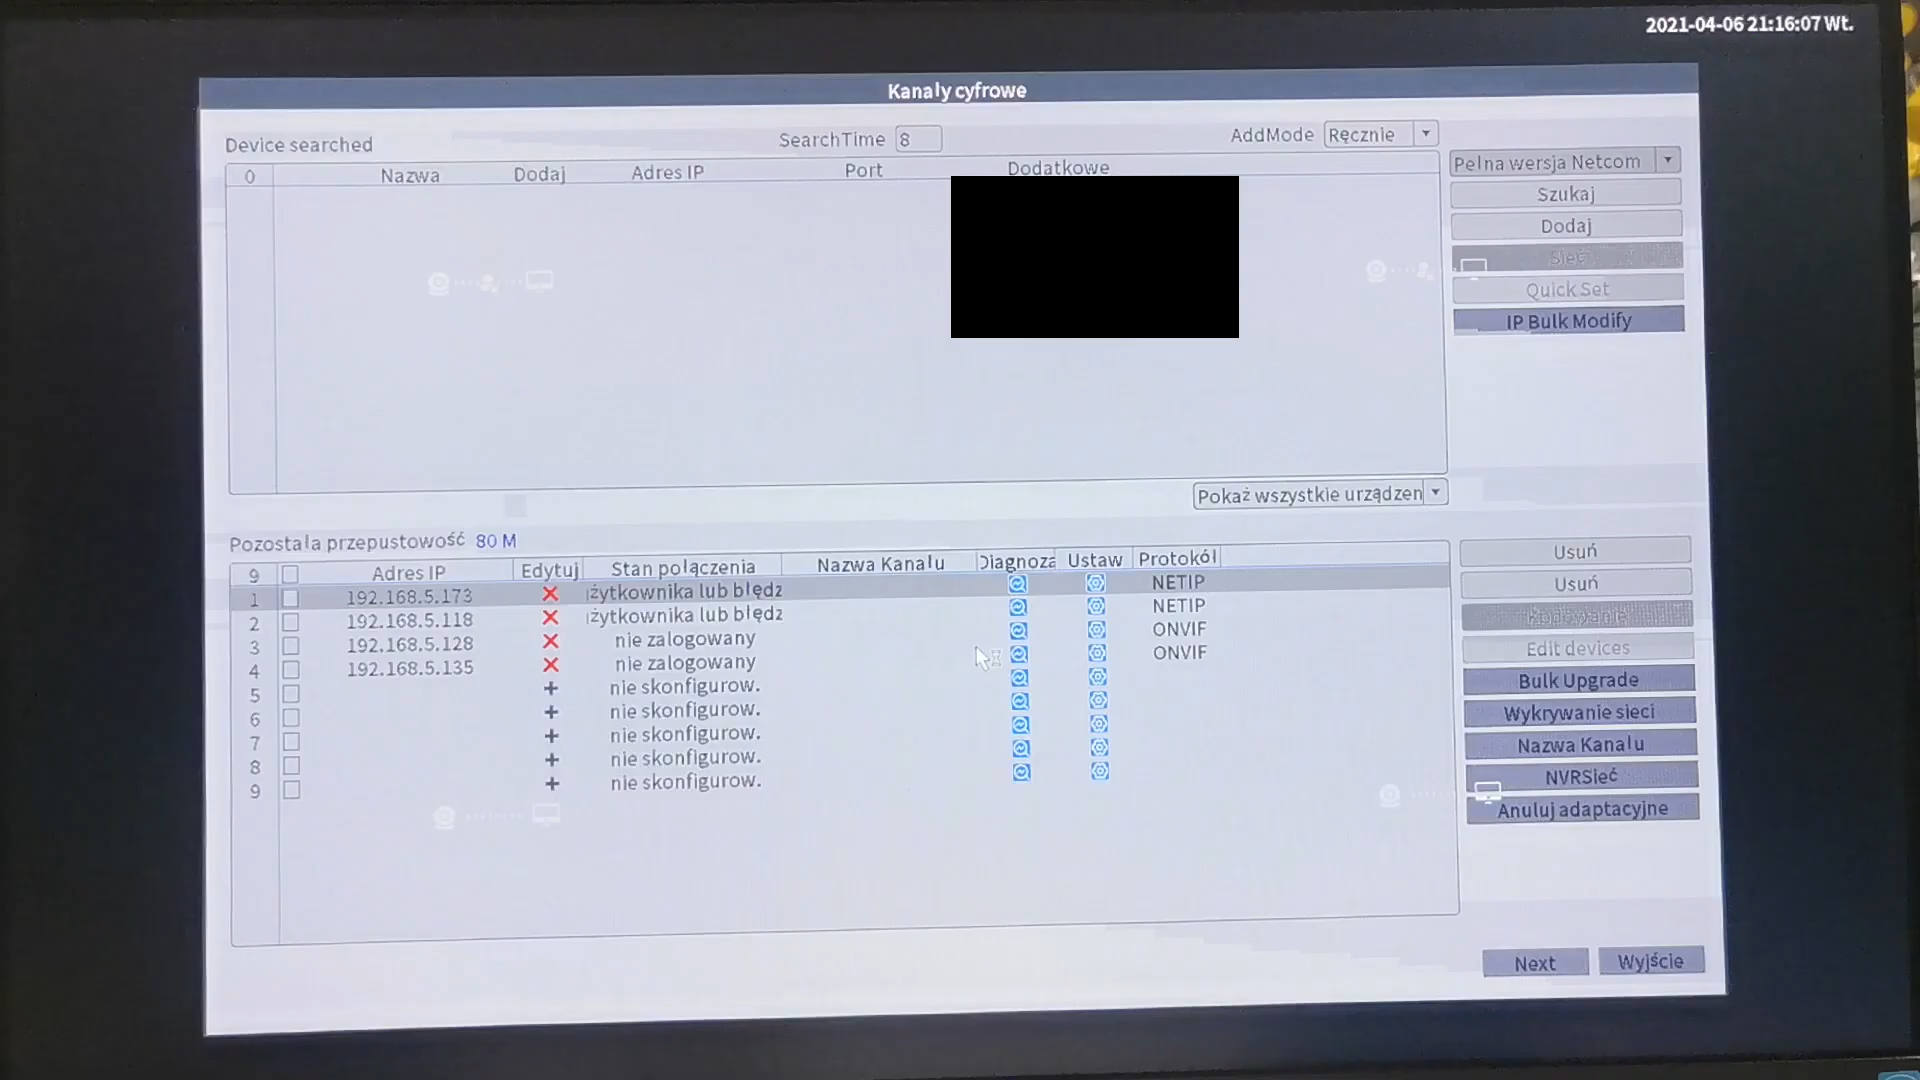 2021-04-06 21:16:07 Wt.
Kanały cyfrowe
Device searched
SearchTime 8
AddMode Ręcznie
0 Nazwa Dodaj Adres IP Port Dodatkowe
Pełna wersja Netcom
Szukaj
Dodaj
Sieć
Quick Set
IP Bulk Modify
Pokaż wszystkie urządzen
Pozostała przepustowość 80 M
9 Adres IP Edytuj Stan połączenia Nazwa Kanału Diagnoza Ustaw Protokół
1 192.168.5.173 użytkownika lub błędz NETIP
2 192.168.5.118 użytkownika lub błędz NETIP
3 192.168.5.128 nie zalogowany ONVIF
4 192.168.5.135 nie zalogowany ONVIF
5 + nie skonfigurow.
6 + nie skonfigurow.
7 + nie skonfigurow.
8 + nie skonfigurow.
9 + nie skonfigurow.
Usuń
Usuń
Kopiowanie
Edit devices
Bulk Upgrade
Wykrywanie sieci
Nazwa Kanału
NVRSieć
Anuluj adaptacyjne
Next
Wyjście